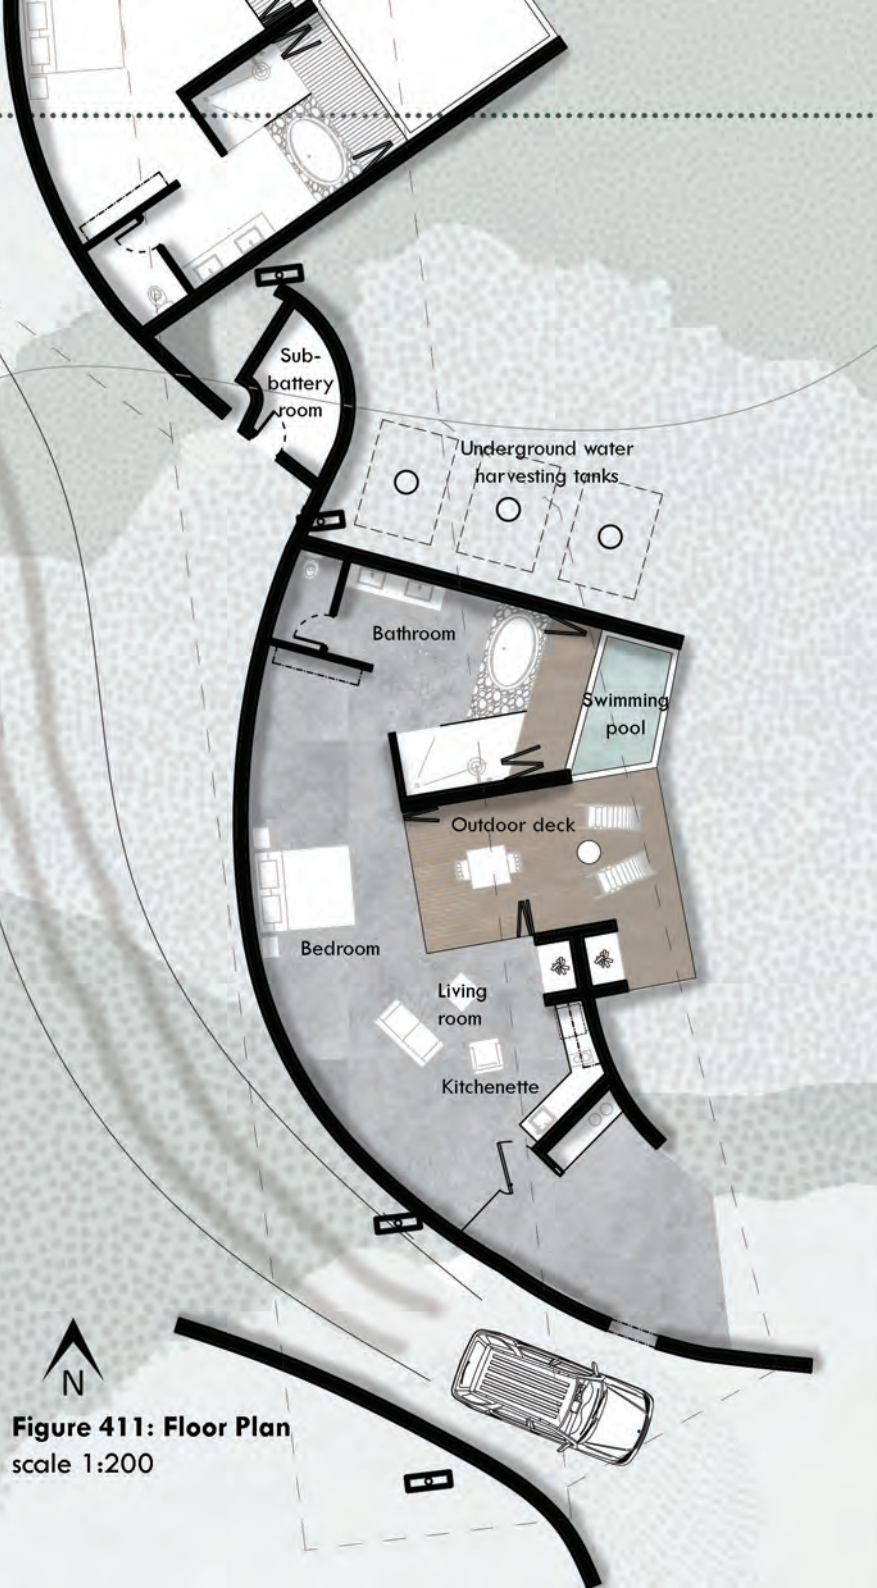 Sub-
battery
room
Underground water
harvesting tanks
Bathroom
Swimming
pool
Outdoor deck
Bedroom
Living
room
Kitchenette
N
Figure 411: Floor Plan
scale 1:200